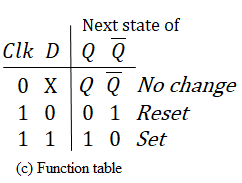 Next state of
Clk D Q Q̅
0 X Q Q̅ No change
1 0 0 1 Reset
1 1 1 0 Set
(c) Function table